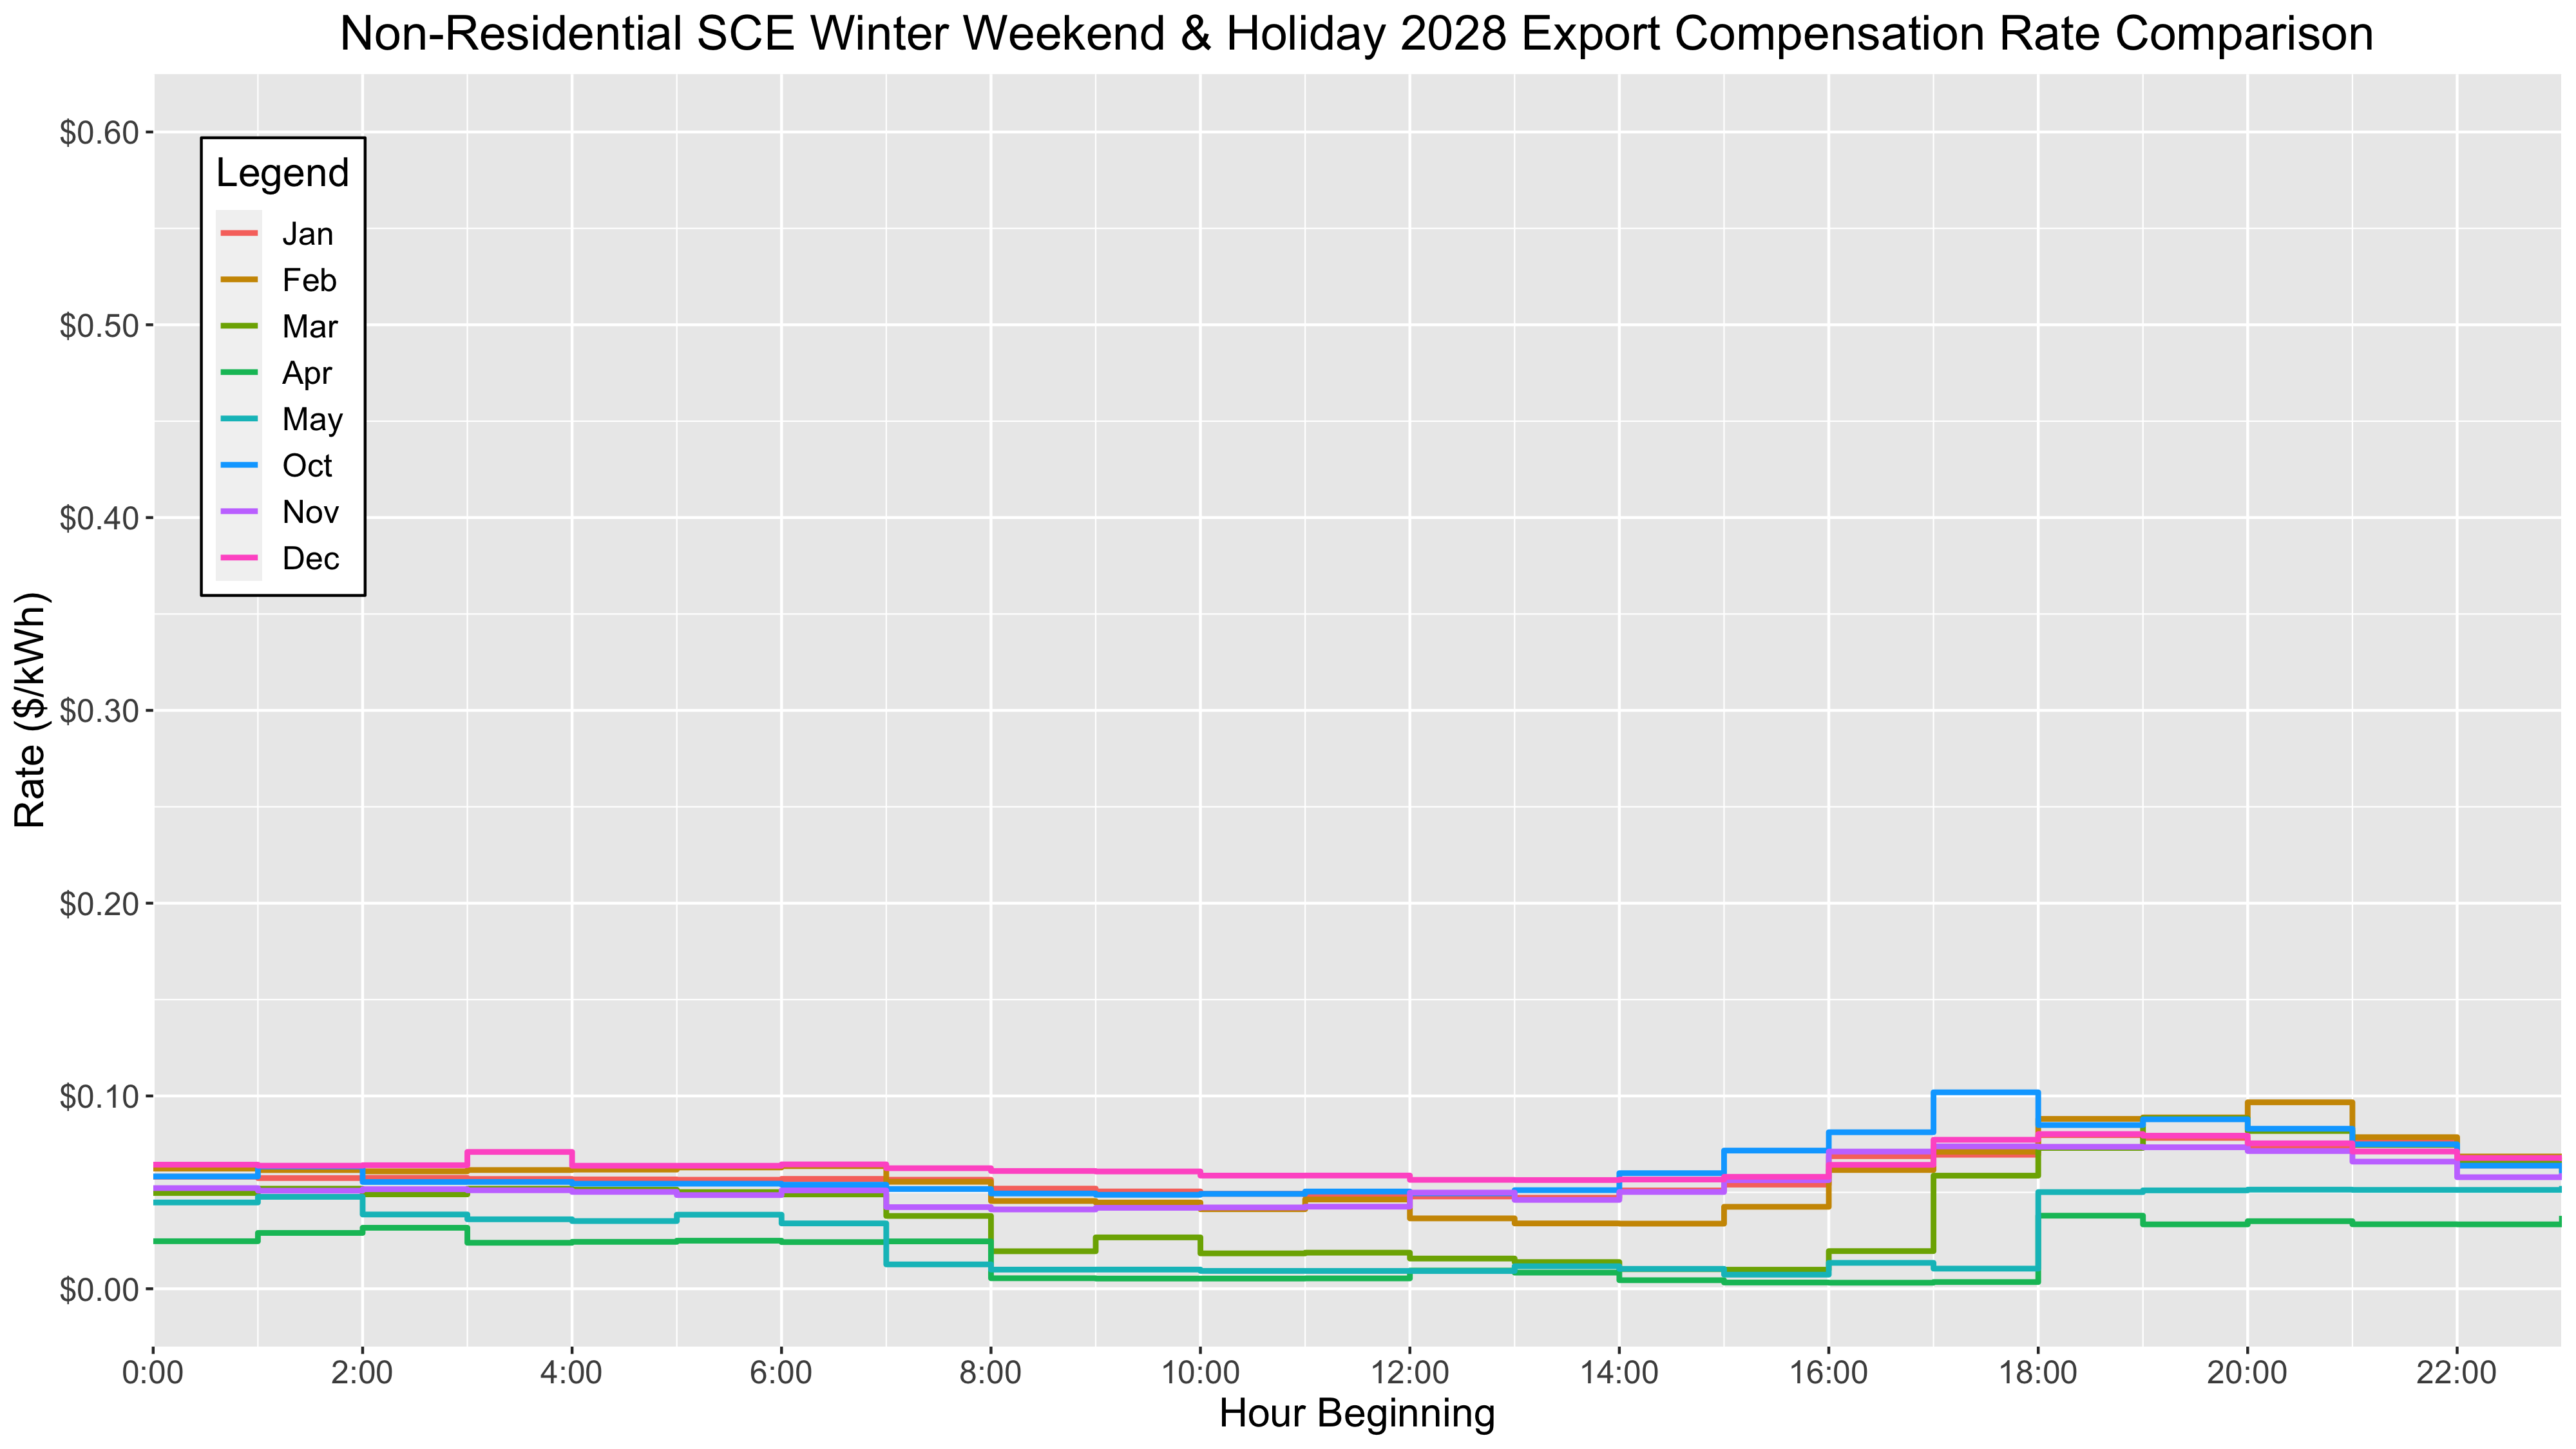 Non-Residential SCE Winter Weekend & Holiday 2028 Export Compensation Rate Comparison
$0.60
$0.50
$0.40
$0.30
$0.20
$0.10
$0.00
Rate ($/kWh)
Legend
Jan
Feb
Mar
Apr
May
Oct
Nov
Dec
0:00 2:00 4:00 6:00 8:00 10:00 12:00 14:00 16:00 18:00 20:00 22:00
Hour Beginning